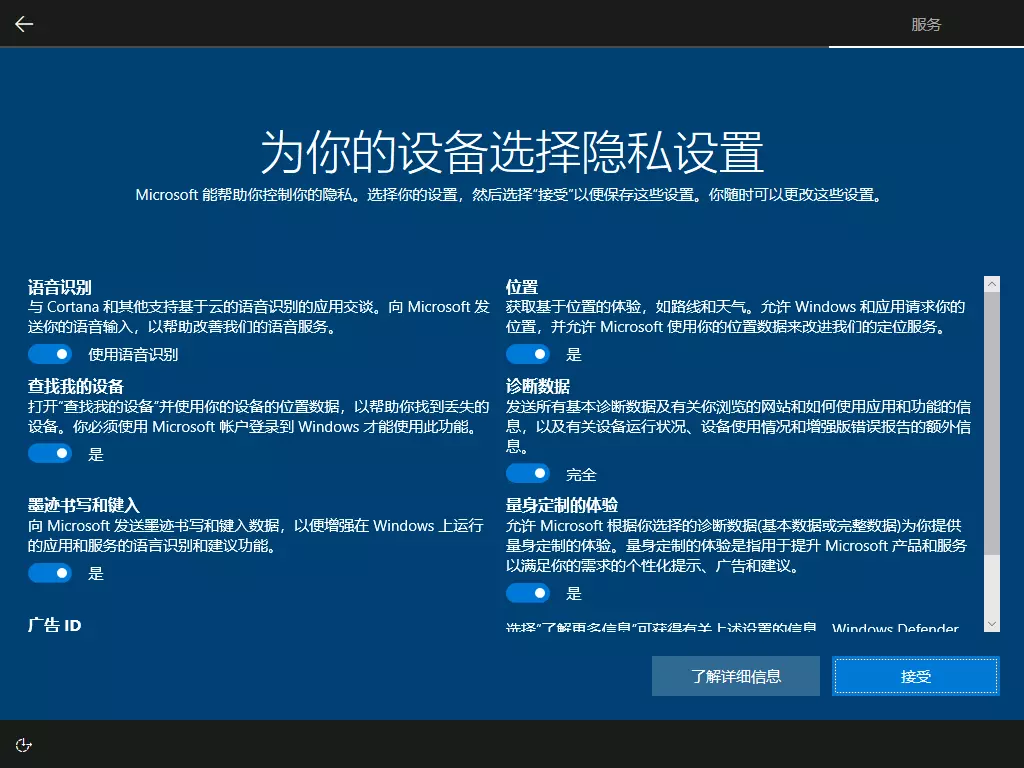 服务
为你的设备选择隐私设置
Microsoft 能帮助你控制你的隐私。选择你的设置，然后选择“接受”以便保存这些设置。你随时可以更改这些设置。
语音识别
与 Cortana 和其他支持基于云的语音识别的应用交谈。向 Microsoft 发
送你的语音输入，以帮助改善我们的语音服务。
使用语音识别
查找我的设备
打开“查找我的设备”并使用你的设备的位置数据，以帮助你找到丢失的
设备。你必须使用 Microsoft 帐户登录到 Windows 才能使用此功能。
是
墨迹书写和键入
向 Microsoft 发送墨迹书写和键入数据，以便增强在 Windows 上运行
的应用和服务的语言识别和建议功能。
是
广告 ID
位置
获取基于位置的体验，如路线和天气。允许 Windows 和应用请求你的
位置，并允许 Microsoft 使用你的位置数据来改进我们的定位服务。
是
诊断数据
发送所有基本诊断数据及有关你浏览的网站和如何使用应用和功能的信
息，以及有关设备运行状况、设备使用情况和增强版错误报告的额外信
息。
完全
量身定制的体验
允许 Microsoft 根据你选择的诊断数据(基本数据或完整数据)为你提供
量身定制的体验。量身定制的体验是指用于提升 Microsoft 产品和服务
以满足你的需求的个性化提示、广告和建议。
是
选择“了解更多信息”可获得有关上述设置的信息、Windows Defender
了解详细信息
接受